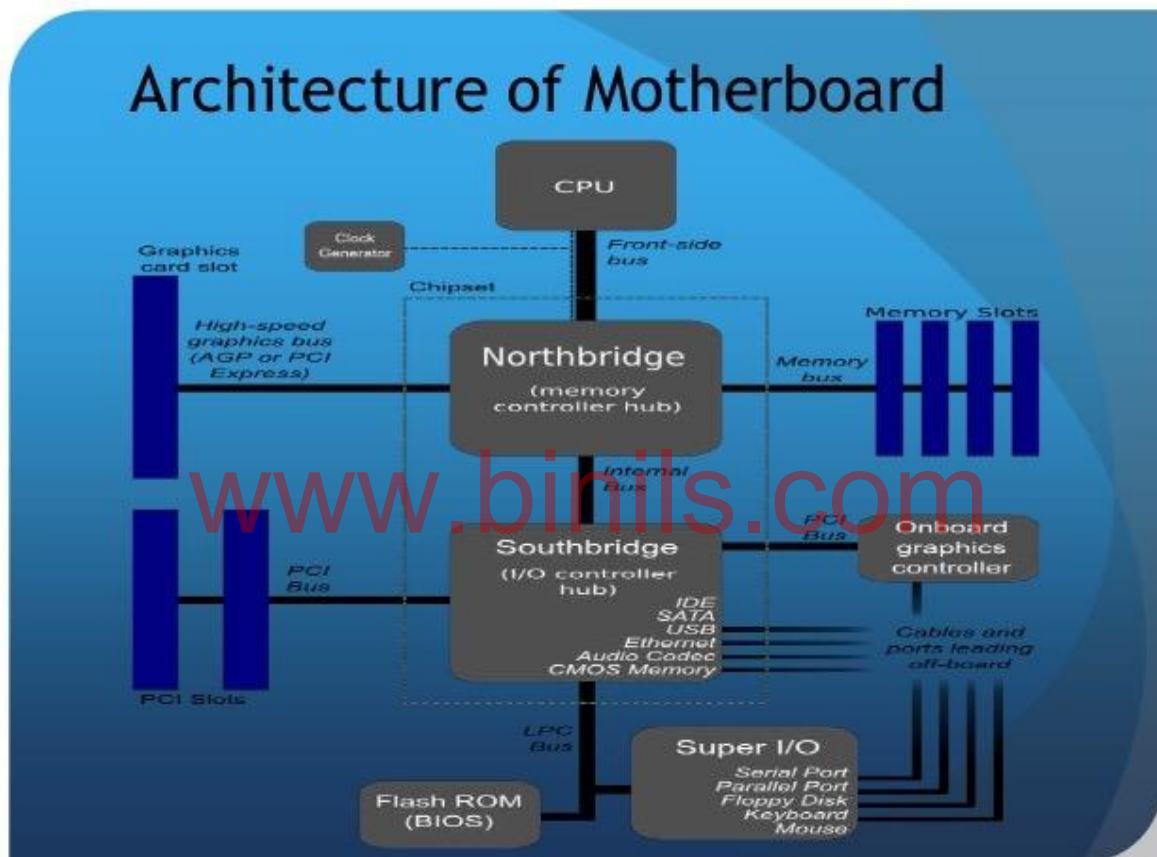 Architecture of Motherboard
CPU
Clock
Generator
Front-side
bus
Graphics
card slot
Chipset
High-speed
graphics bus
(AGP or PCI
Express)
Northbridge
(memory
controller hub)
Memory
bus
Memory Slots
Internal
Bus
www.binils.com
Southbridge
(I/O controller
hub)
IDE
SATA
USB
Ethernet
Audio Codec
CMOS Memory
PCI
Bus
Onboard
graphics
controller
PCI
Bus
PCI Slots
Cables and
ports leading
off-board
LPC
Bus
Super I/O
Serial Port
Parallel Port
Floppy Disk
Keyboard
Mouse
Flash ROM
(BIOS)